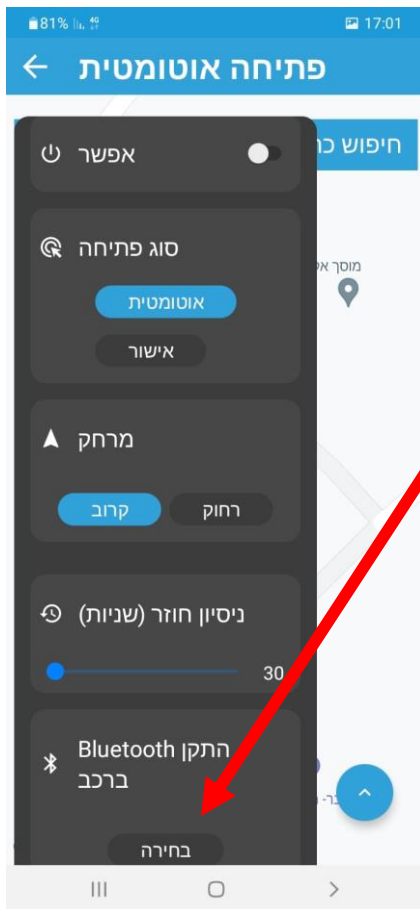 81% 4G 17:01
פתיחה אוטומטית
חיפוש
אפשר
סוג פתיחה
מוסך
אוטומטית
אישור
מרחק
קרוב רחוק
ניסיון חוזר (שניות)
30
התקן Bluetooth
ברכב
בחירה